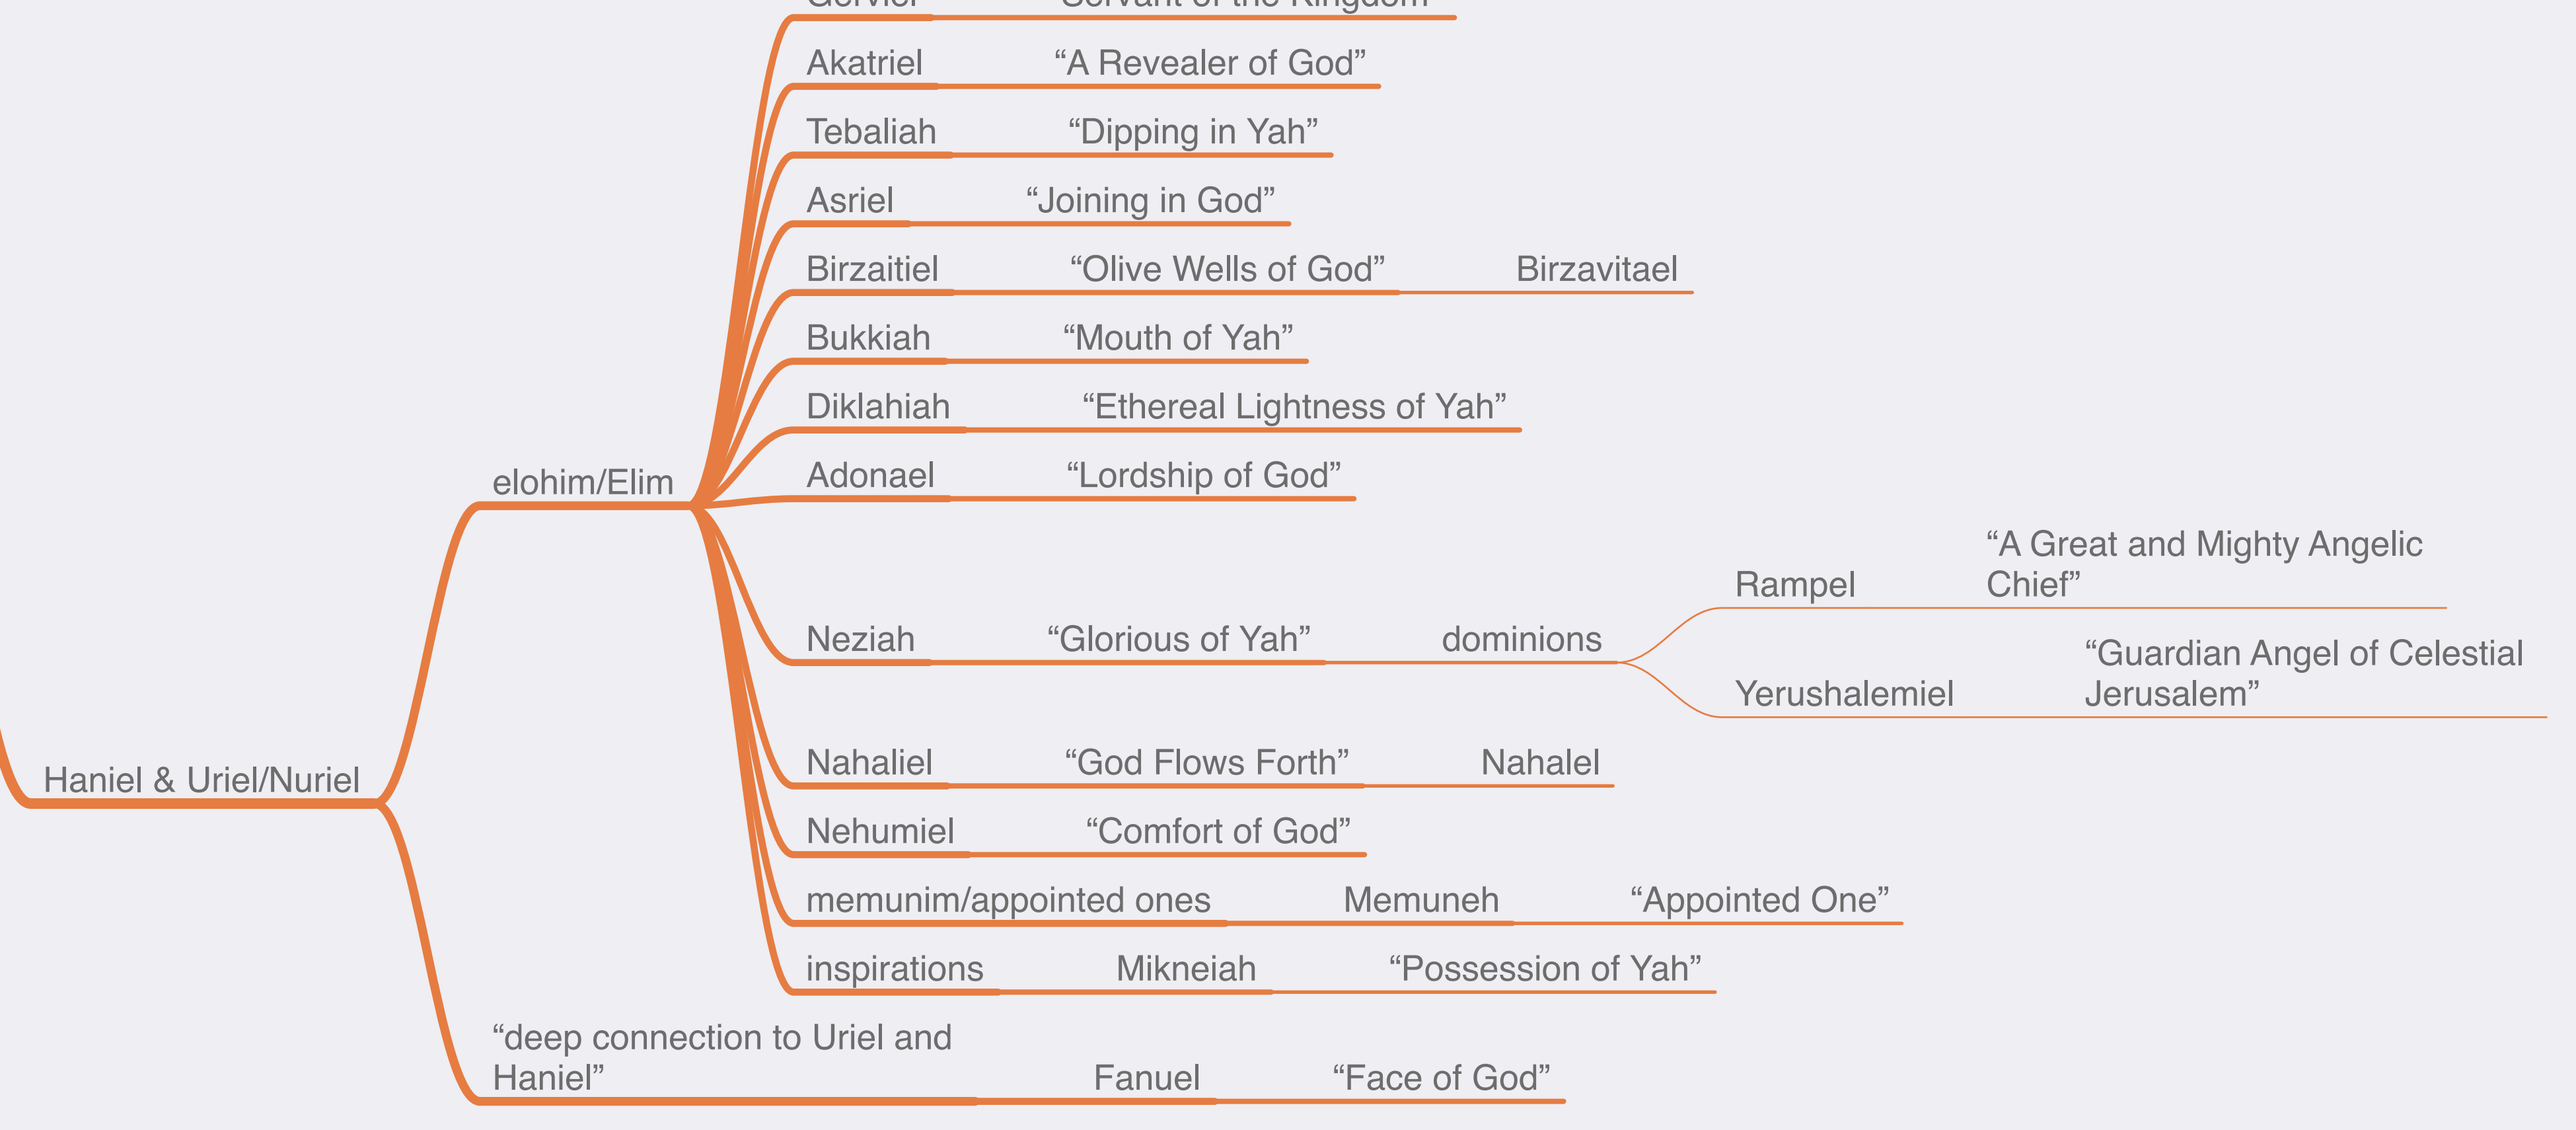 “Servant of the Kingdom”
Akatriel “A Revealer of God”
Tebaliah “Dipping in Yah”
Asriel “Joining in God”
Birzaitiel “Olive Wells of God” Birzavitael
Bukkiah “Mouth of Yah”
Diklahiah “Ethereal Lightness of Yah”
elohim/Elim
Adonael “Lordship of God”
Rampel “A Great and Mighty Angelic
Chief”
Neziah “Glorious of Yah” dominions
Yerushalemiel “Guardian Angel of Celestial
Jerusalem”
Haniel & Uriel/Nuriel
Nahaliel “God Flows Forth” Nahalel
Nehumiel “Comfort of God”
memunim/appointed ones Memuneh “Appointed One”
inspirations Mikneiah “Possession of Yah”
“deep connection to Uriel and
Haniel” Fanuel “Face of God”